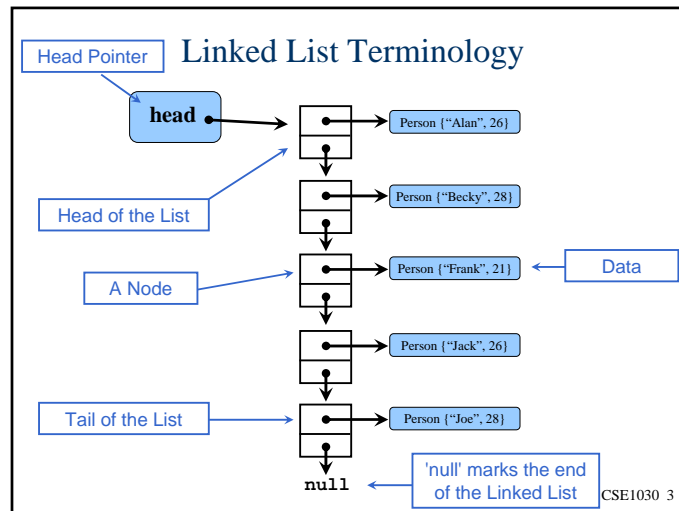 Linked List Terminology
Head Pointer
head
Person {“Alan”, 26}
Head of the List
Person {“Becky”, 28}
A Node
Person {“Frank”, 21}
Data
Person {“Jack”, 26}
Tail of the List
Person {“Joe”, 28}
null
'null' marks the end
of the Linked List
CSE1030 3